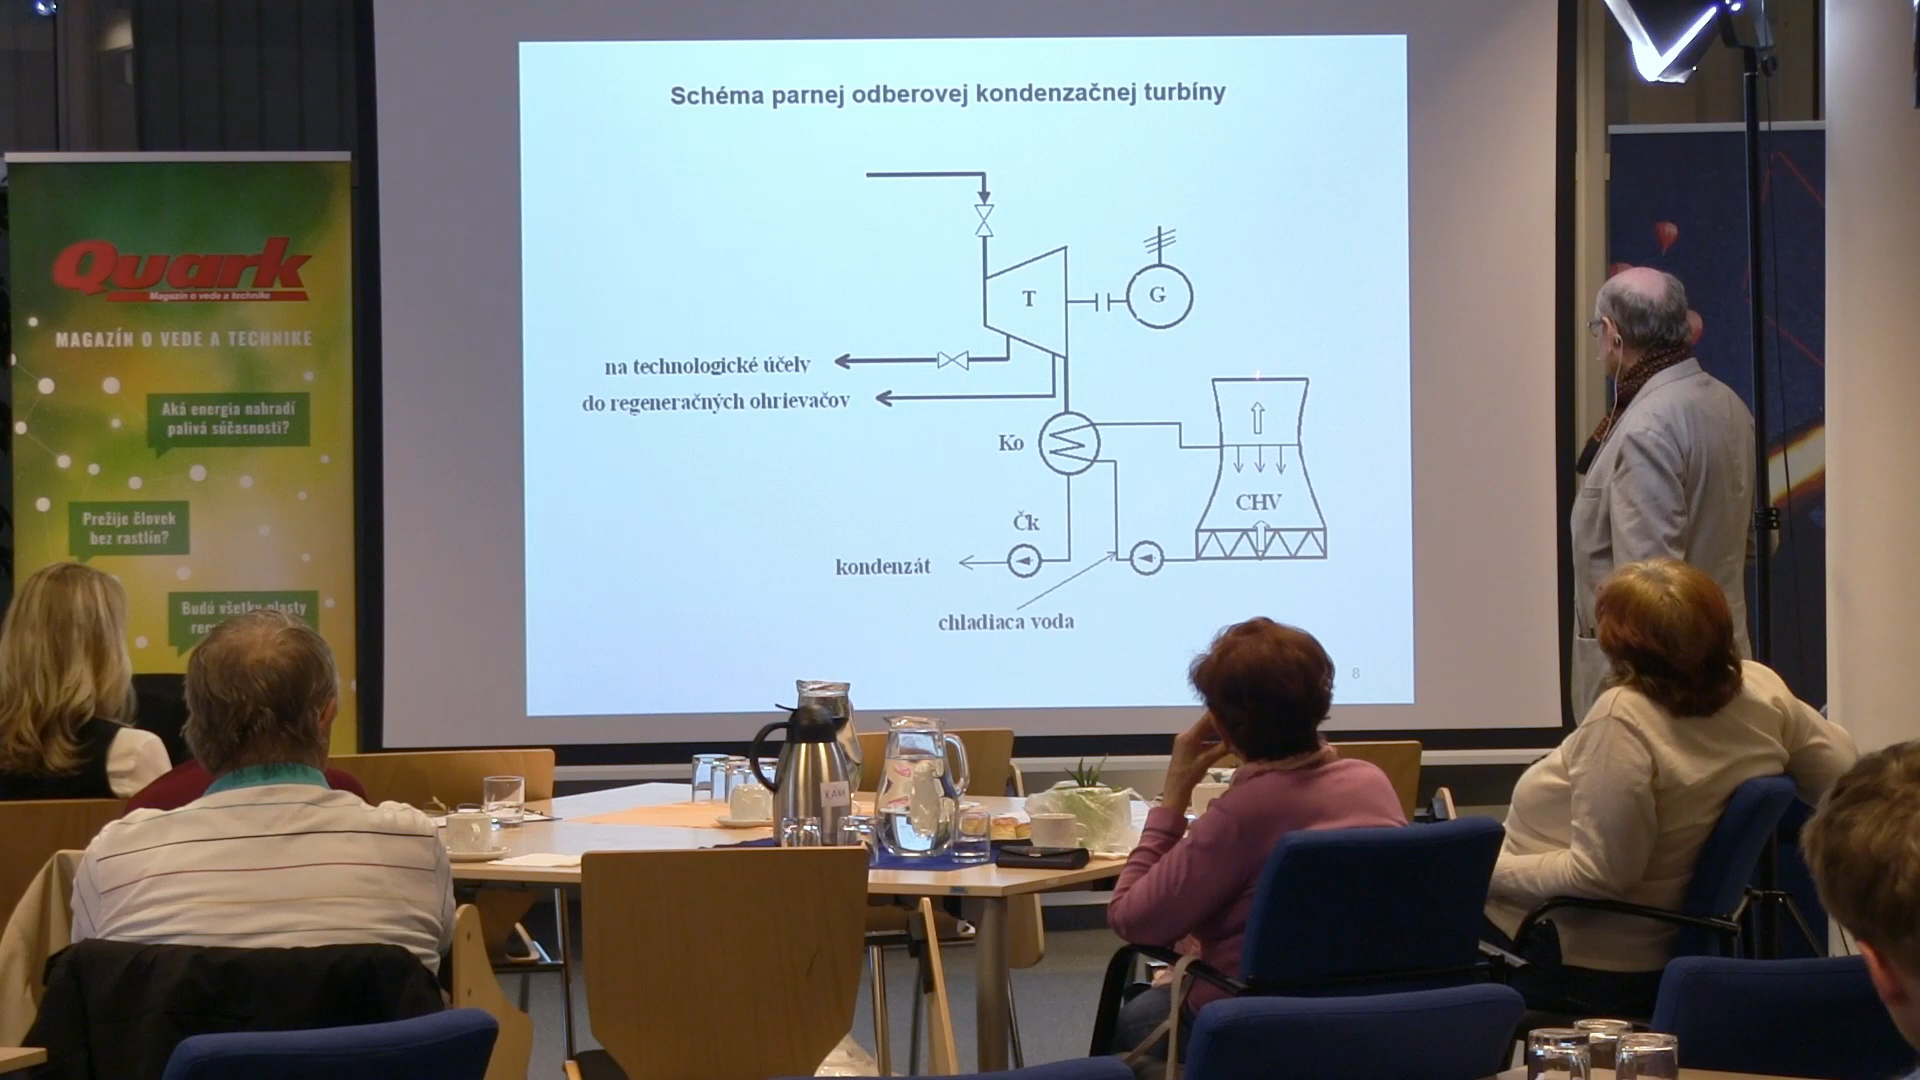 Schéma parnej odberovej kondenzačnej turbíny
T
G
na technologické účely
do regeneračných ohrievačov
Ko
CHV
Čk
kondenzát
chladiaca voda
8
Quark
Magazín o vede a technike
MAGAZÍN O VEDE A TECHNIKE
Aká energia nahradí
palivá súčasnosti?
Prežije človek
bez rastlín?
Budú všetky plasty